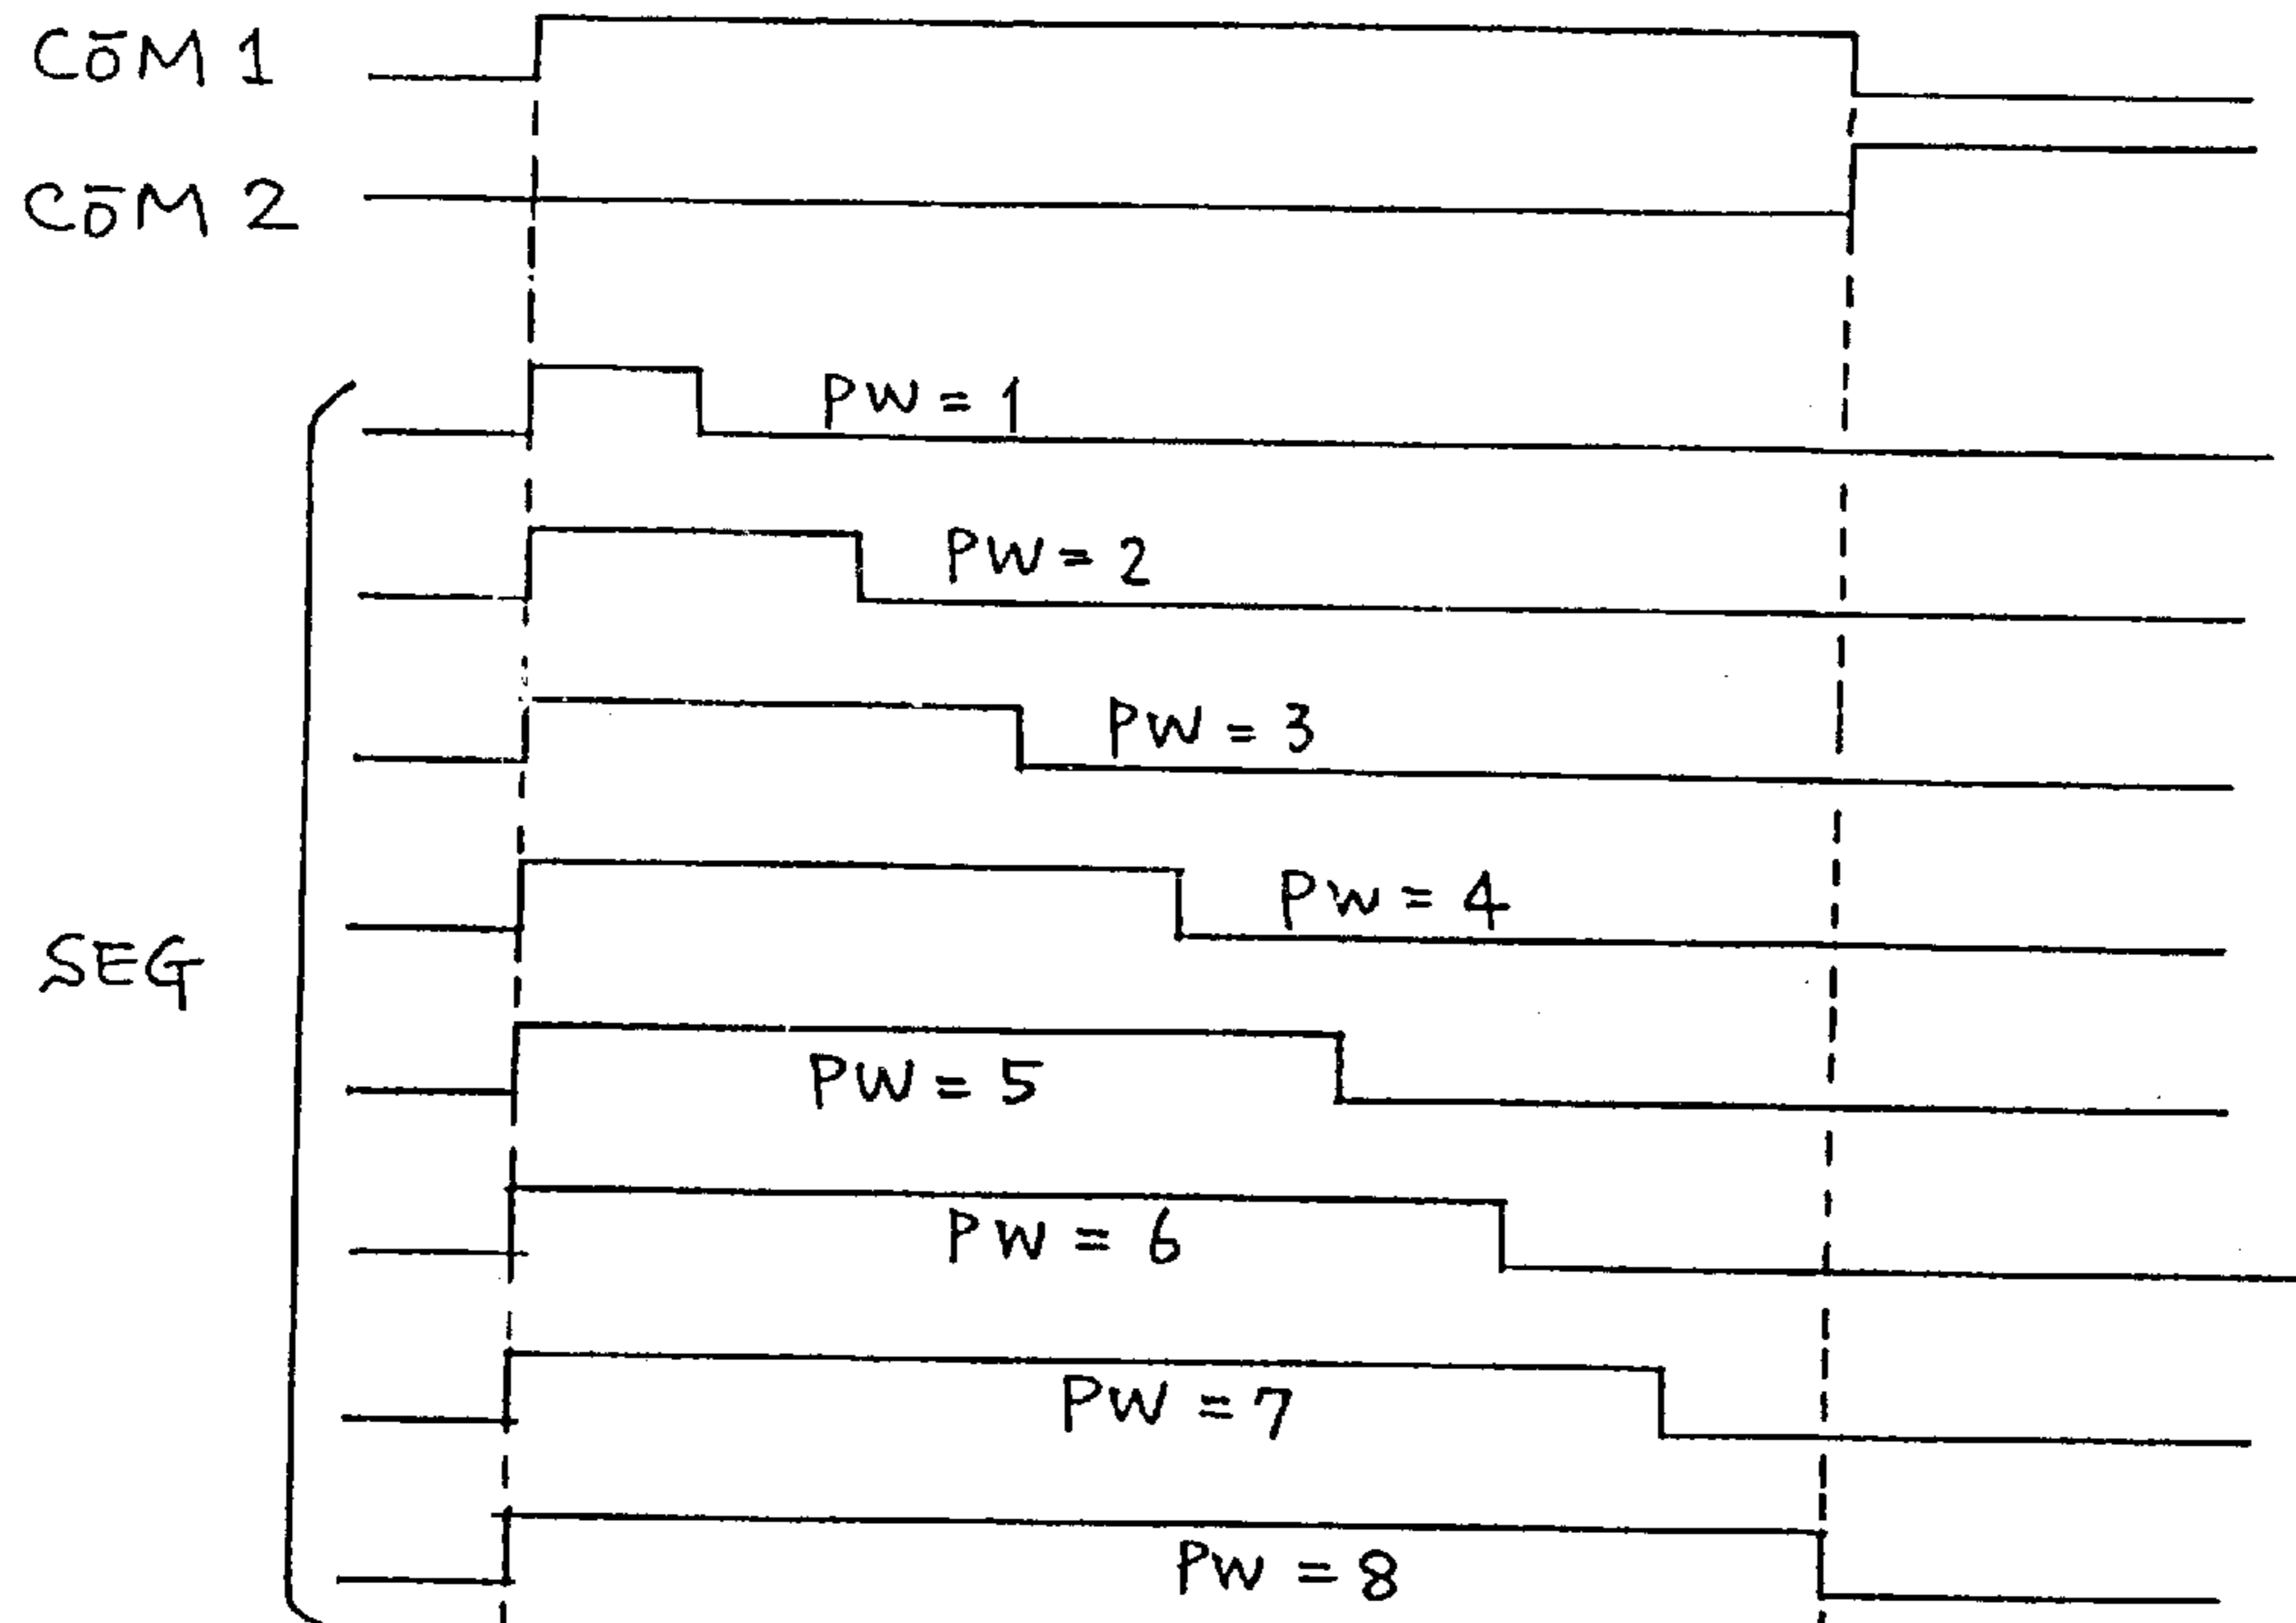 CŌM 1
CŌM 2
PW = 1
PW = 2
PW = 3
PW = 4
SEG
PW = 5
PW = 6
PW = 7
PW = 8